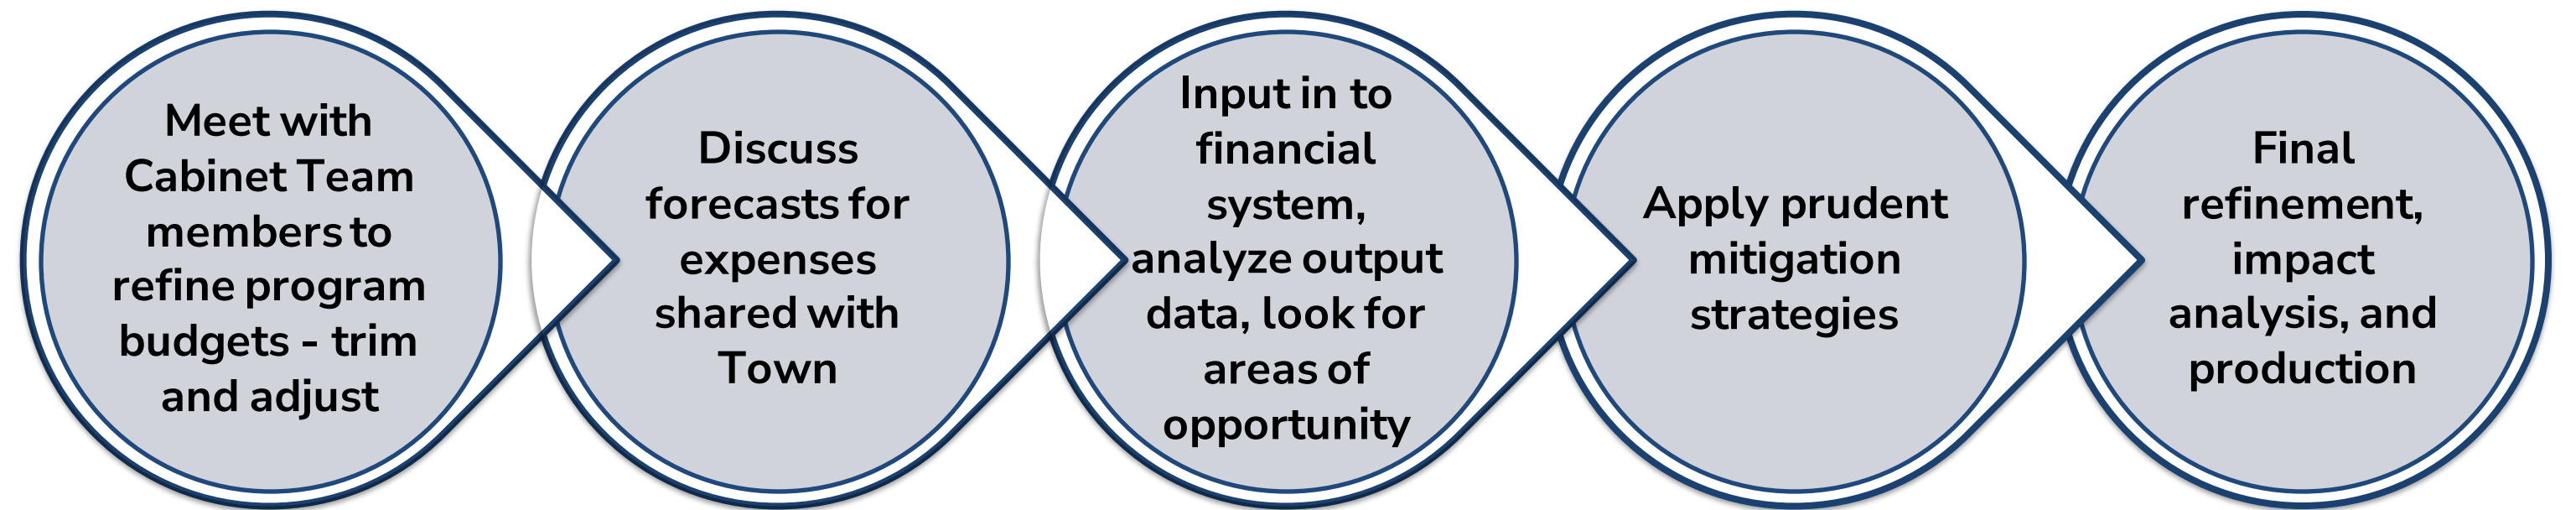 Meet with
Cabinet Team
members to
refine program
budgets - trim
and adjust
Discuss
forecasts for
expenses
shared with
Town
Input in to
financial
system,
analyze output
data, look for
areas of
opportunity
Apply prudent
mitigation
strategies
Final
refinement,
impact
analysis, and
production